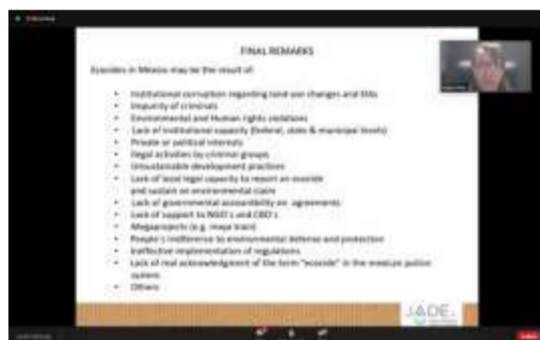 FINAL REMARKS
Ecocides in Mexico may be the result of:
• Institutional corruption regarding land use changes and EIAs
• Impunity of criminals
• Environmental and Human rights violations
• Lack of institutional capacity (federal, state & municipal levels)
• Private or political interests
• Illegal activities by criminal groups
• Unsustainable development practices
• Lack of local legal capacity to report an ecocide
and sustain an environmental claim
• Lack of governmental accountibility on agreements
• Lack of support to NGO´s and CBO´s
• Megaprojects (e.g. maya train)
• People´s indifference to environmental defense and protection
• Ineffective implementation of regulations
• Lack of real acknowledgment of the term "ecocide" in the mexican justice
system
• Others
JADE